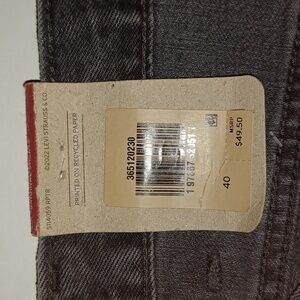 ©2022 LEVI STRAUSS & CO.
PRINTED ON RECYCLED PAPER
365120230
MSRP
$49.50
40